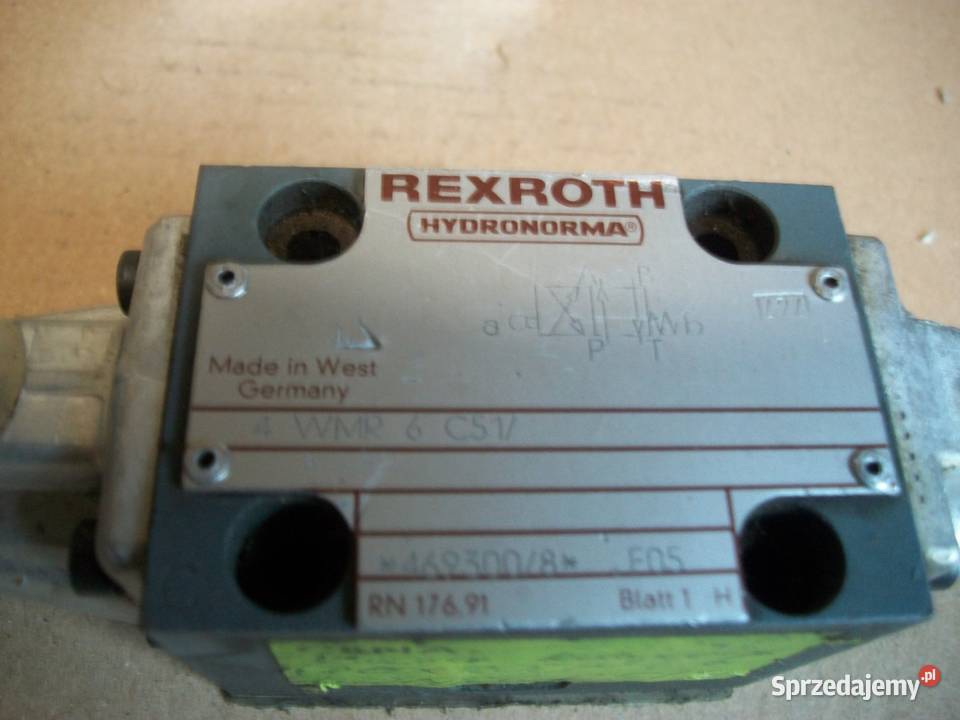 REXROTH
HYDRONORMA®
a
b
P T
Made in West
Germany
4 WMR 6 C51/
*469300/8* .E05
RN 176.91 Blatt 1 H
Sprzedajemy.pl